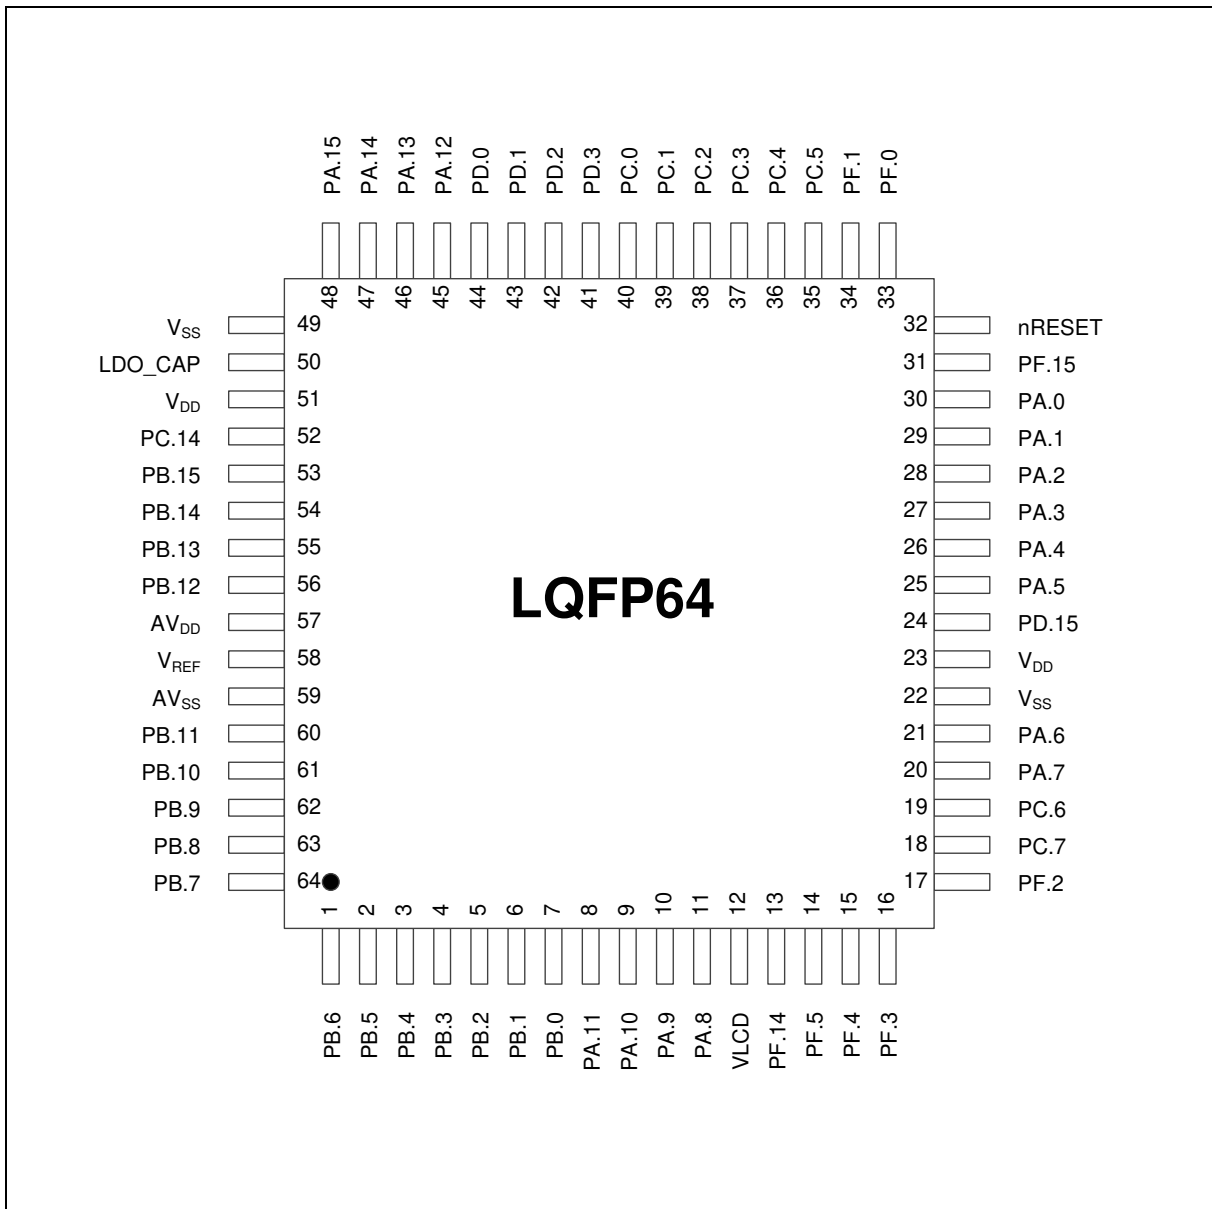 PA.15 PA.14 PA.13 PA.12 PD.0 PD.1 PD.2 PD.3 PC.0 PC.1 PC.2 PC.3 PC.4 PC.5 PF.1 PF.0
48 47 46 45 44 43 42 41 40 39 38 37 36 35 34 33
VSS 49 32 nRESET
LDO_CAP 50 31 PF.15
VDD 51 30 PA.0
PC.14 52 29 PA.1
PB.15 53 28 PA.2
PB.14 54 27 PA.3
PB.13 55 26 PA.4
PB.12 56 25 PA.5
LQFP64
AVDD 57 24 PD.15
VREF 58 23 VDD
AVSS 59 22 VSS
PB.11 60 21 PA.6
PB.10 61 20 PA.7
PB.9 62 19 PC.6
PB.8 63 18 PC.7
PB.7 64 17 PF.2
1 2 3 4 5 6 7 8 9 10 11 12 13 14 15 16
PB.6 PB.5 PB.4 PB.3 PB.2 PB.1 PB.0 PA.11 PA.10 PA.9 PA.8 VLCD PF.14 PF.5 PF.4 PF.3